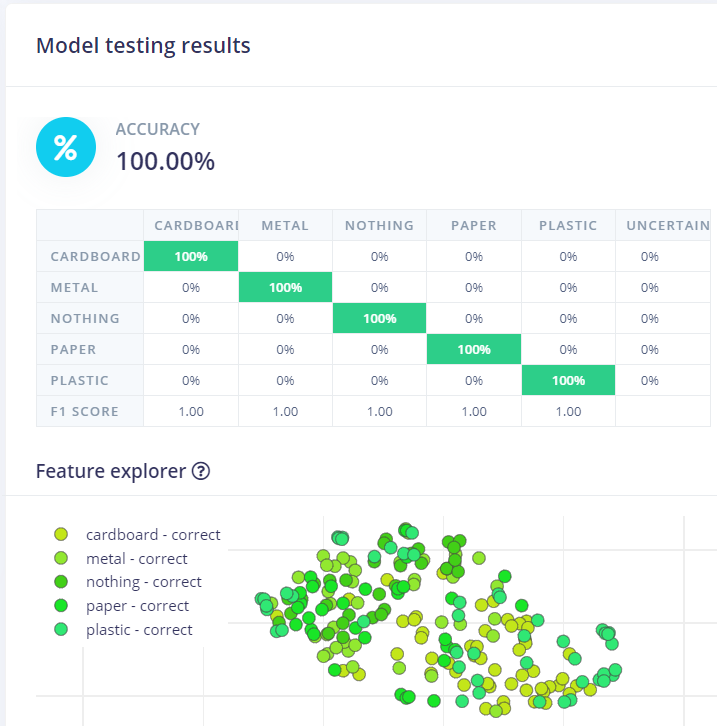 Model testing results
%
ACCURACY
100.00%
CARDBOARI METAL NOTHING PAPER PLASTIC UNCERTAIN
CARDBOARD 100% 0% 0% 0% 0% 0%
METAL 0% 100% 0% 0% 0% 0%
NOTHING 0% 0% 100% 0% 0% 0%
PAPER 0% 0% 0% 100% 0% 0%
PLASTIC 0% 0% 0% 0% 100% 0%
F1 SCORE 1.00 1.00 1.00 1.00 1.00
Feature explorer ?
cardboard - correct
metal - correct
nothing - correct
paper - correct
plastic - correct